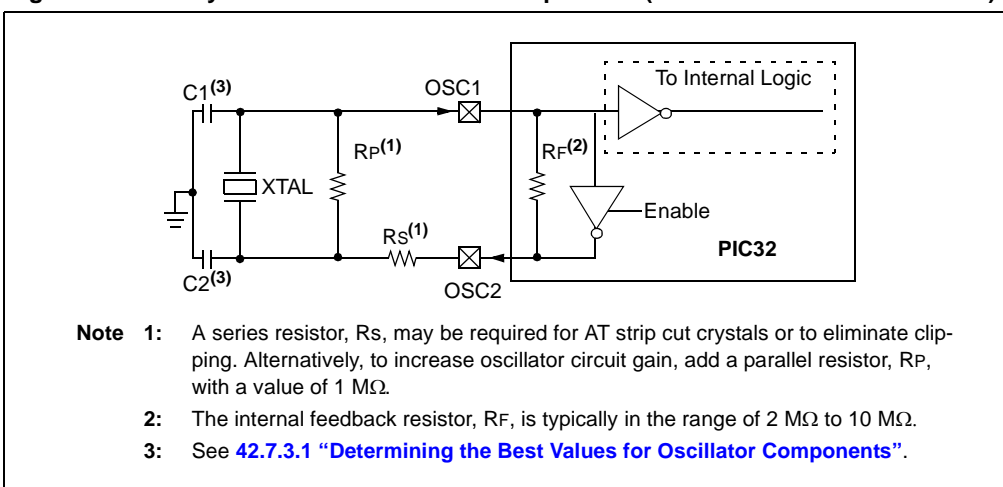 C1(3)
OSC1
To Internal Logic
RP(1)
RF(2)
XTAL
Enable
RS(1)
PIC32
C2(3)
OSC2
Note 1: A series resistor, Rs, may be required for AT strip cut crystals or to eliminate clip-
ping. Alternatively, to increase oscillator circuit gain, add a parallel resistor, RP,
with a value of 1 MΩ.
2: The internal feedback resistor, RF, is typically in the range of 2 MΩ to 10 MΩ.
3: See 42.7.3.1 “Determining the Best Values for Oscillator Components”.